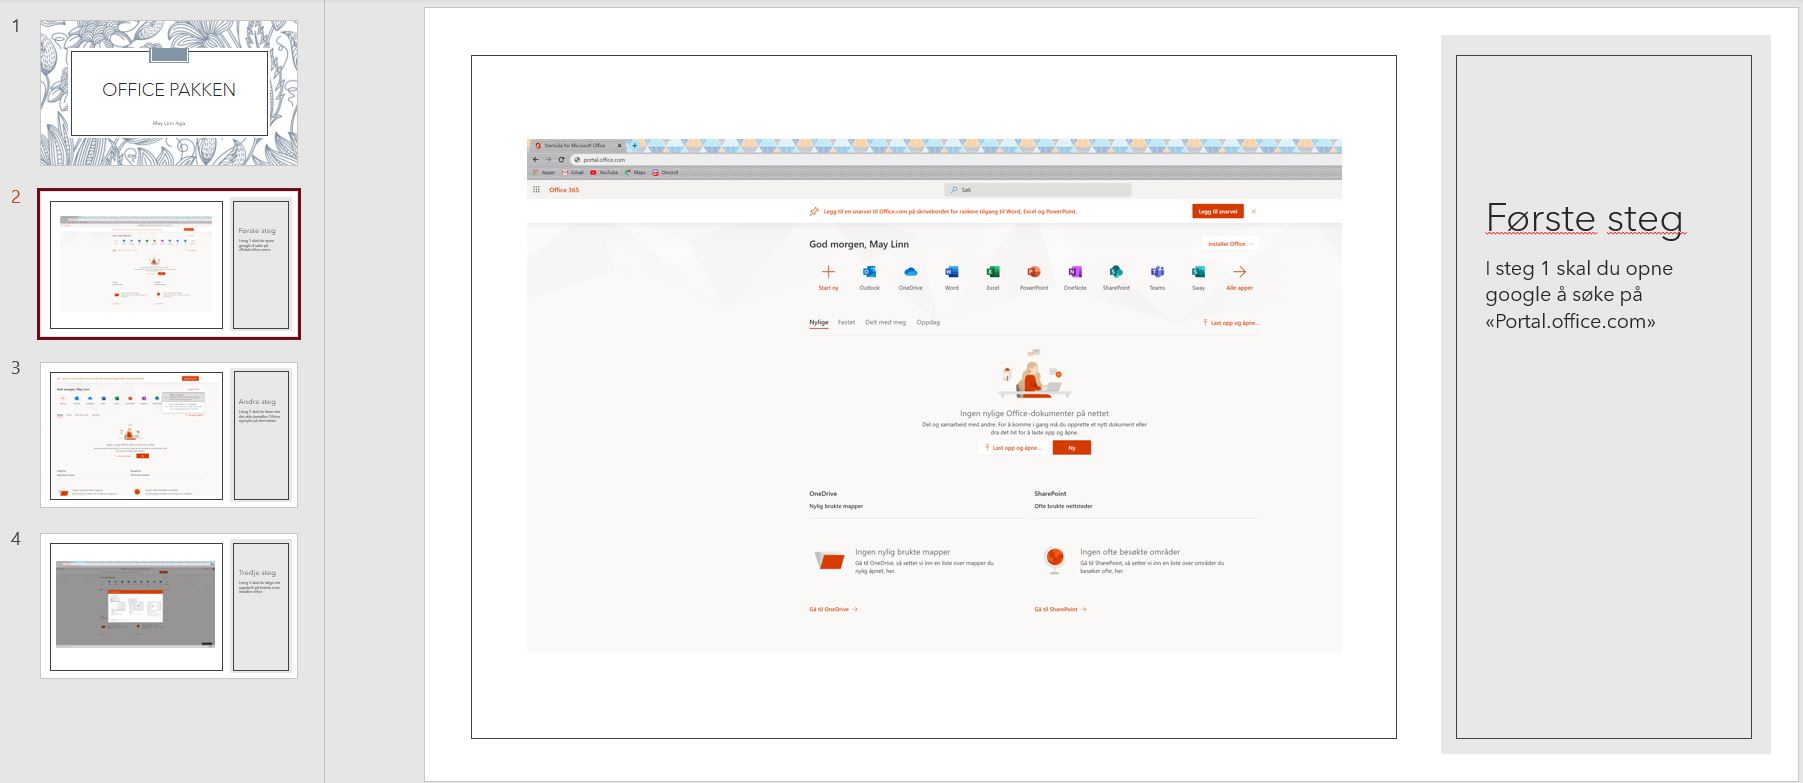 1
OFFICE PAKKEN
May Linn Aga
2
Første steg
I steg 1 skal du opne
google å søke på
3
Andre steg
4
Tredje steg
Startside for Microsoft Office
portal.office.com
Apper Gmail YouTube Maps Discord
Office 365 Søk
Legg til en snarvei til Office.com på skrivebordet for raskere tilgang til Word, Excel og PowerPoint. Legg til snarvei
God morgen, May Linn Installer Office
Start ny Outlook OneDrive Word Excel PowerPoint OneNote SharePoint Teams Sway Alle apper
Nylige Festet Delt med meg Oppdag Last opp og åpne...
Ingen nylige Office-dokumenter på nettet
Del og samarbeid med andre. For å komme i gang må du opprette et nytt dokument eller
dra det hit for å laste opp og åpne.
Last opp og åpne... Ny
OneDrive SharePoint
Nylig brukte mapper Ofte brukte nettsteder
Ingen nylig brukte mapper Ingen ofte besøkte områder
Gå til OneDrive, så setter vi inn en liste over mapper du Gå til SharePoint, så setter vi inn en liste over områder du
nylig åpnet, her. besøker ofte, her.
Gå til OneDrive Gå til SharePoint
Første steg
I steg 1 skal du opne
google å søke på
«Portal.office.com»